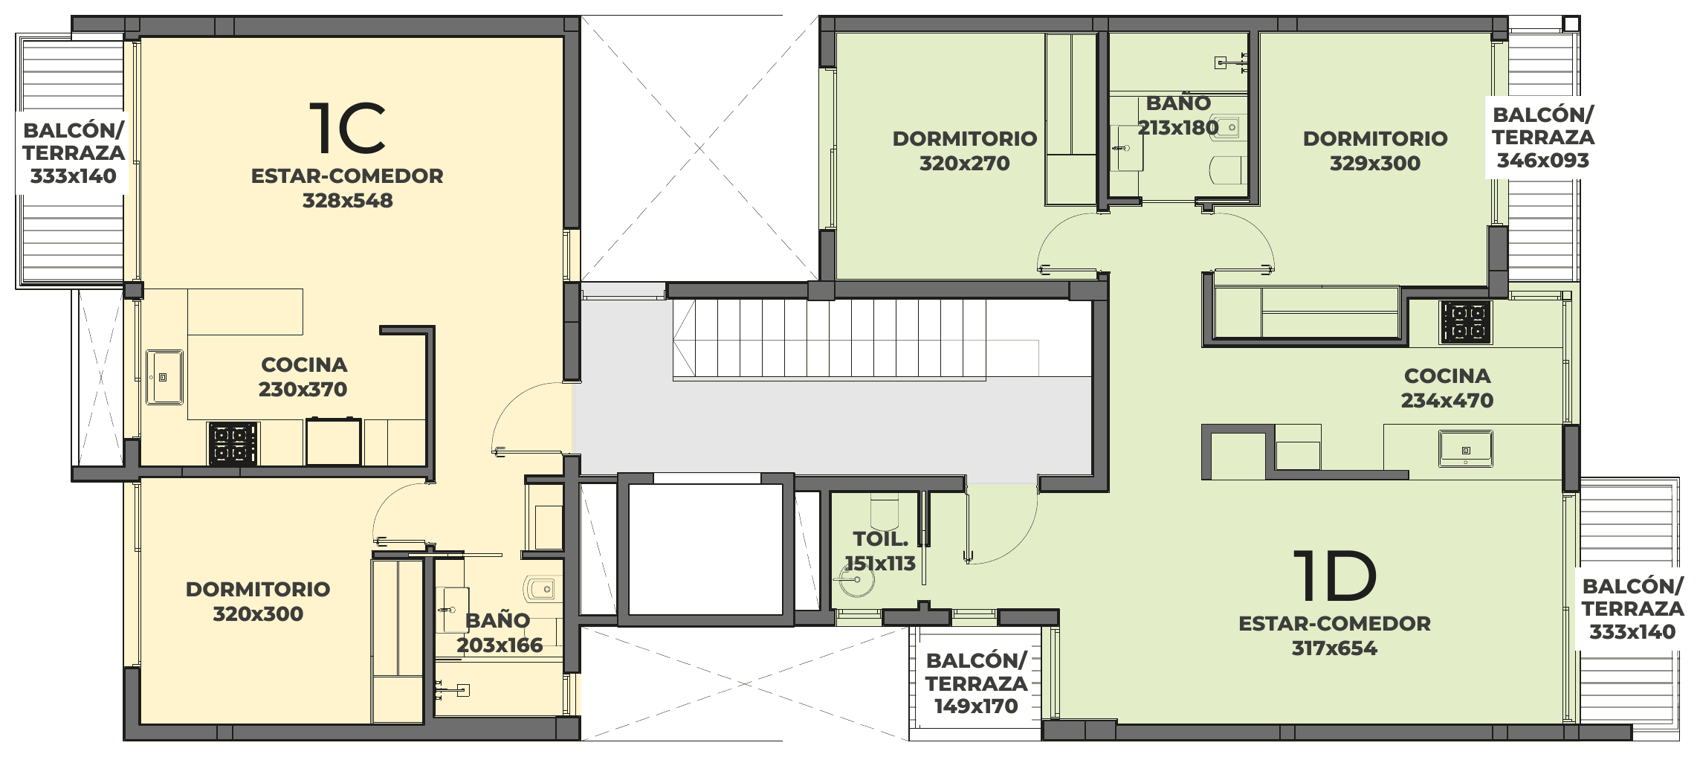 BALCÓN/
TERRAZA
333x140
1C
ESTAR-COMEDOR
328x548
COCINA
230x370
DORMITORIO
320x300
BAÑO
203x166
DORMITORIO
320x270
BAÑO
213x180
DORMITORIO
329x300
BALCÓN/
TERRAZA
346x093
COCINA
234x470
TOIL.
151x113
1D
ESTAR-COMEDOR
317x654
BALCÓN/
TERRAZA
149x170
BALCÓN/
TERRAZA
333x140